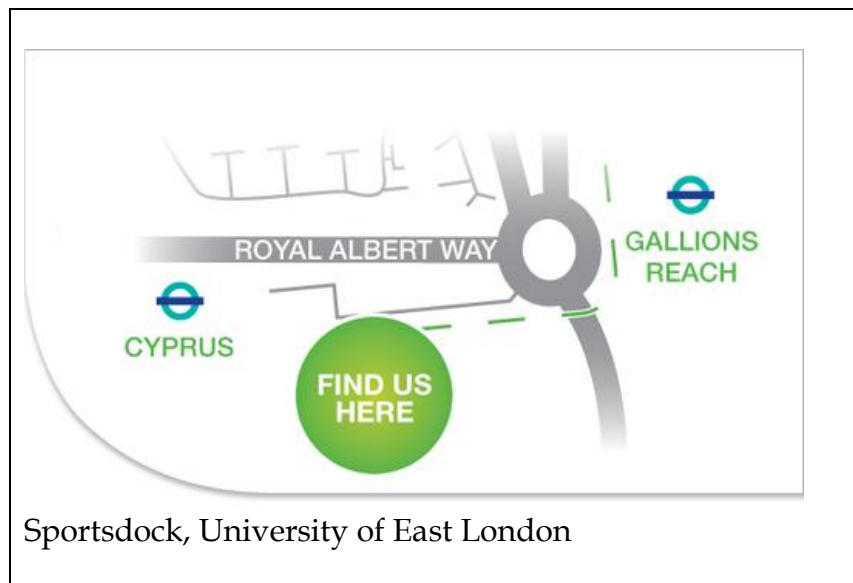 ROYAL ALBERT WAY
GALLIONS
REACH
CYPRUS
FIND US
HERE
Sportsdock, University of East London